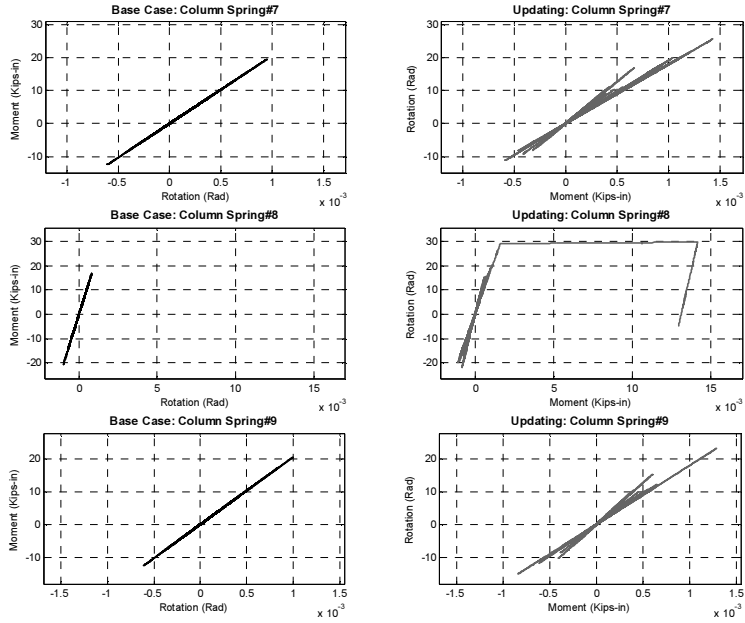 Base Case: Column Spring#7
Moment (Kips-in)
30
20
10
0
-10
-1
-0.5
0
0.5
1
1.5
Rotation (Rad)
x 10-3
Updating: Column Spring#7
Rotation (Rad)
30
20
10
0
-10
-1
-0.5
0
0.5
1
1.5
Moment (Kips-in)
x 10-3
Base Case: Column Spring#8
Moment (Kips-in)
30
20
10
0
-10
-20
0
5
10
15
Rotation (Rad)
x 10-3
Updating: Column Spring#8
Rotation (Rad)
30
20
10
0
-10
-20
0
5
10
15
Moment (Kips-in)
x 10-3
Base Case: Column Spring#9
Moment (Kips-in)
20
10
0
-10
-1.5
-1
-0.5
0
0.5
1
1.5
Rotation (Rad)
x 10-3
Updating: Column Spring#9
Rotation (Rad)
20
10
0
-10
-1.5
-1
-0.5
0
0.5
1
1.5
Moment (Kips-in)
x 10-3